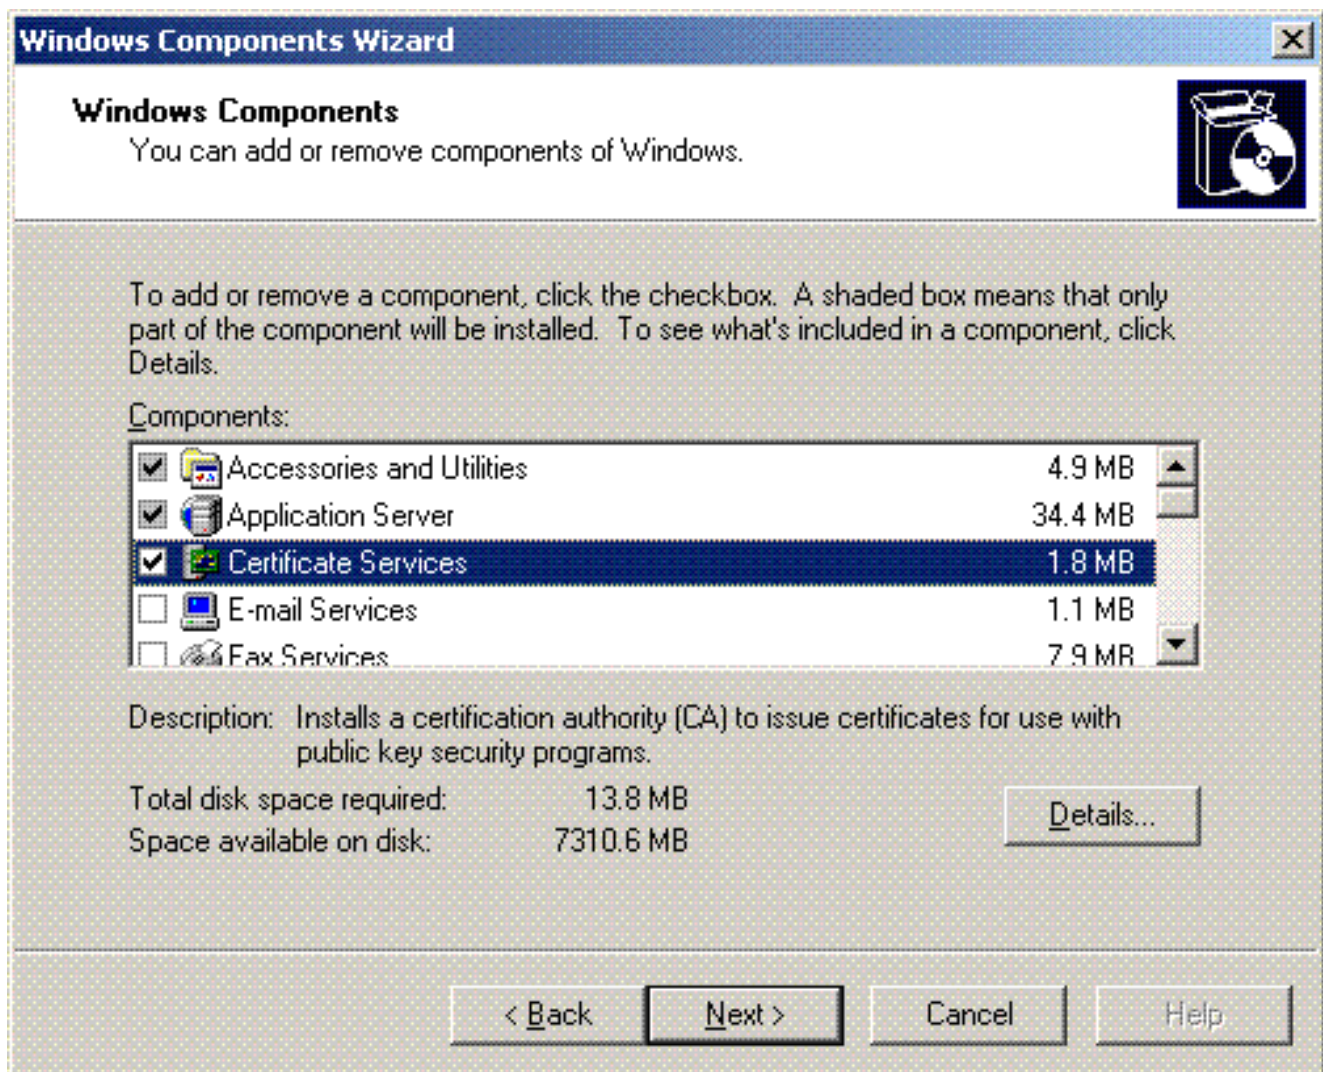 Windows Components Wizard
Windows Components
You can add or remove components of Windows.
To add or remove a component, click the checkbox.  A shaded box means that only
part of the component will be installed.  To see what's included in a component, click
Details.
Components:
Accessories and Utilities 4.9 MB
Application Server 34.4 MB
Certificate Services 1.8 MB
E-mail Services 1.1 MB
Fax Services 7.9 MB
Description: Installs a certification authority (CA) to issue certificates for use with
public key security programs.
Total disk space required: 13.8 MB
Details...
Space available on disk: 7310.6 MB
< Back Next > Cancel Help